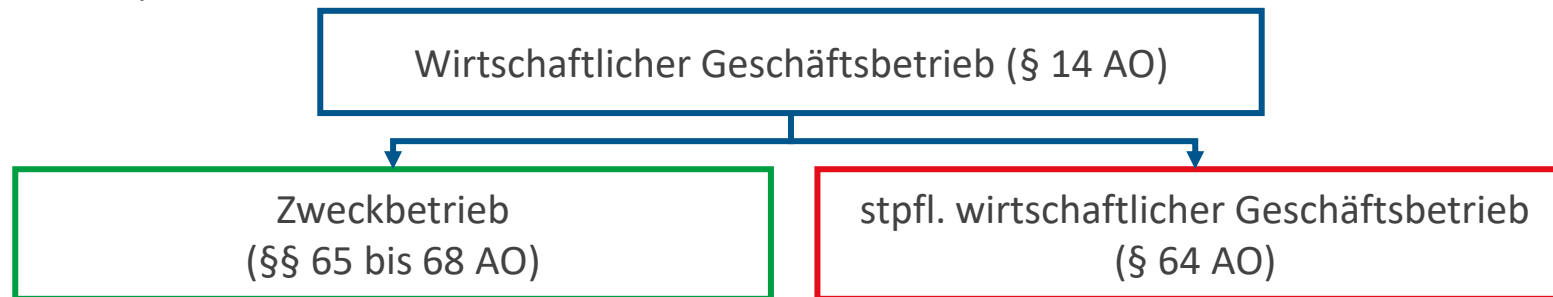 Wirtschaftlicher Geschäftsbetrieb (§ 14 AO)
Zweckbetrieb
(§§ 65 bis 68 AO)
stpfl. wirtschaftlicher Geschäftsbetrieb
(§ 64 AO)